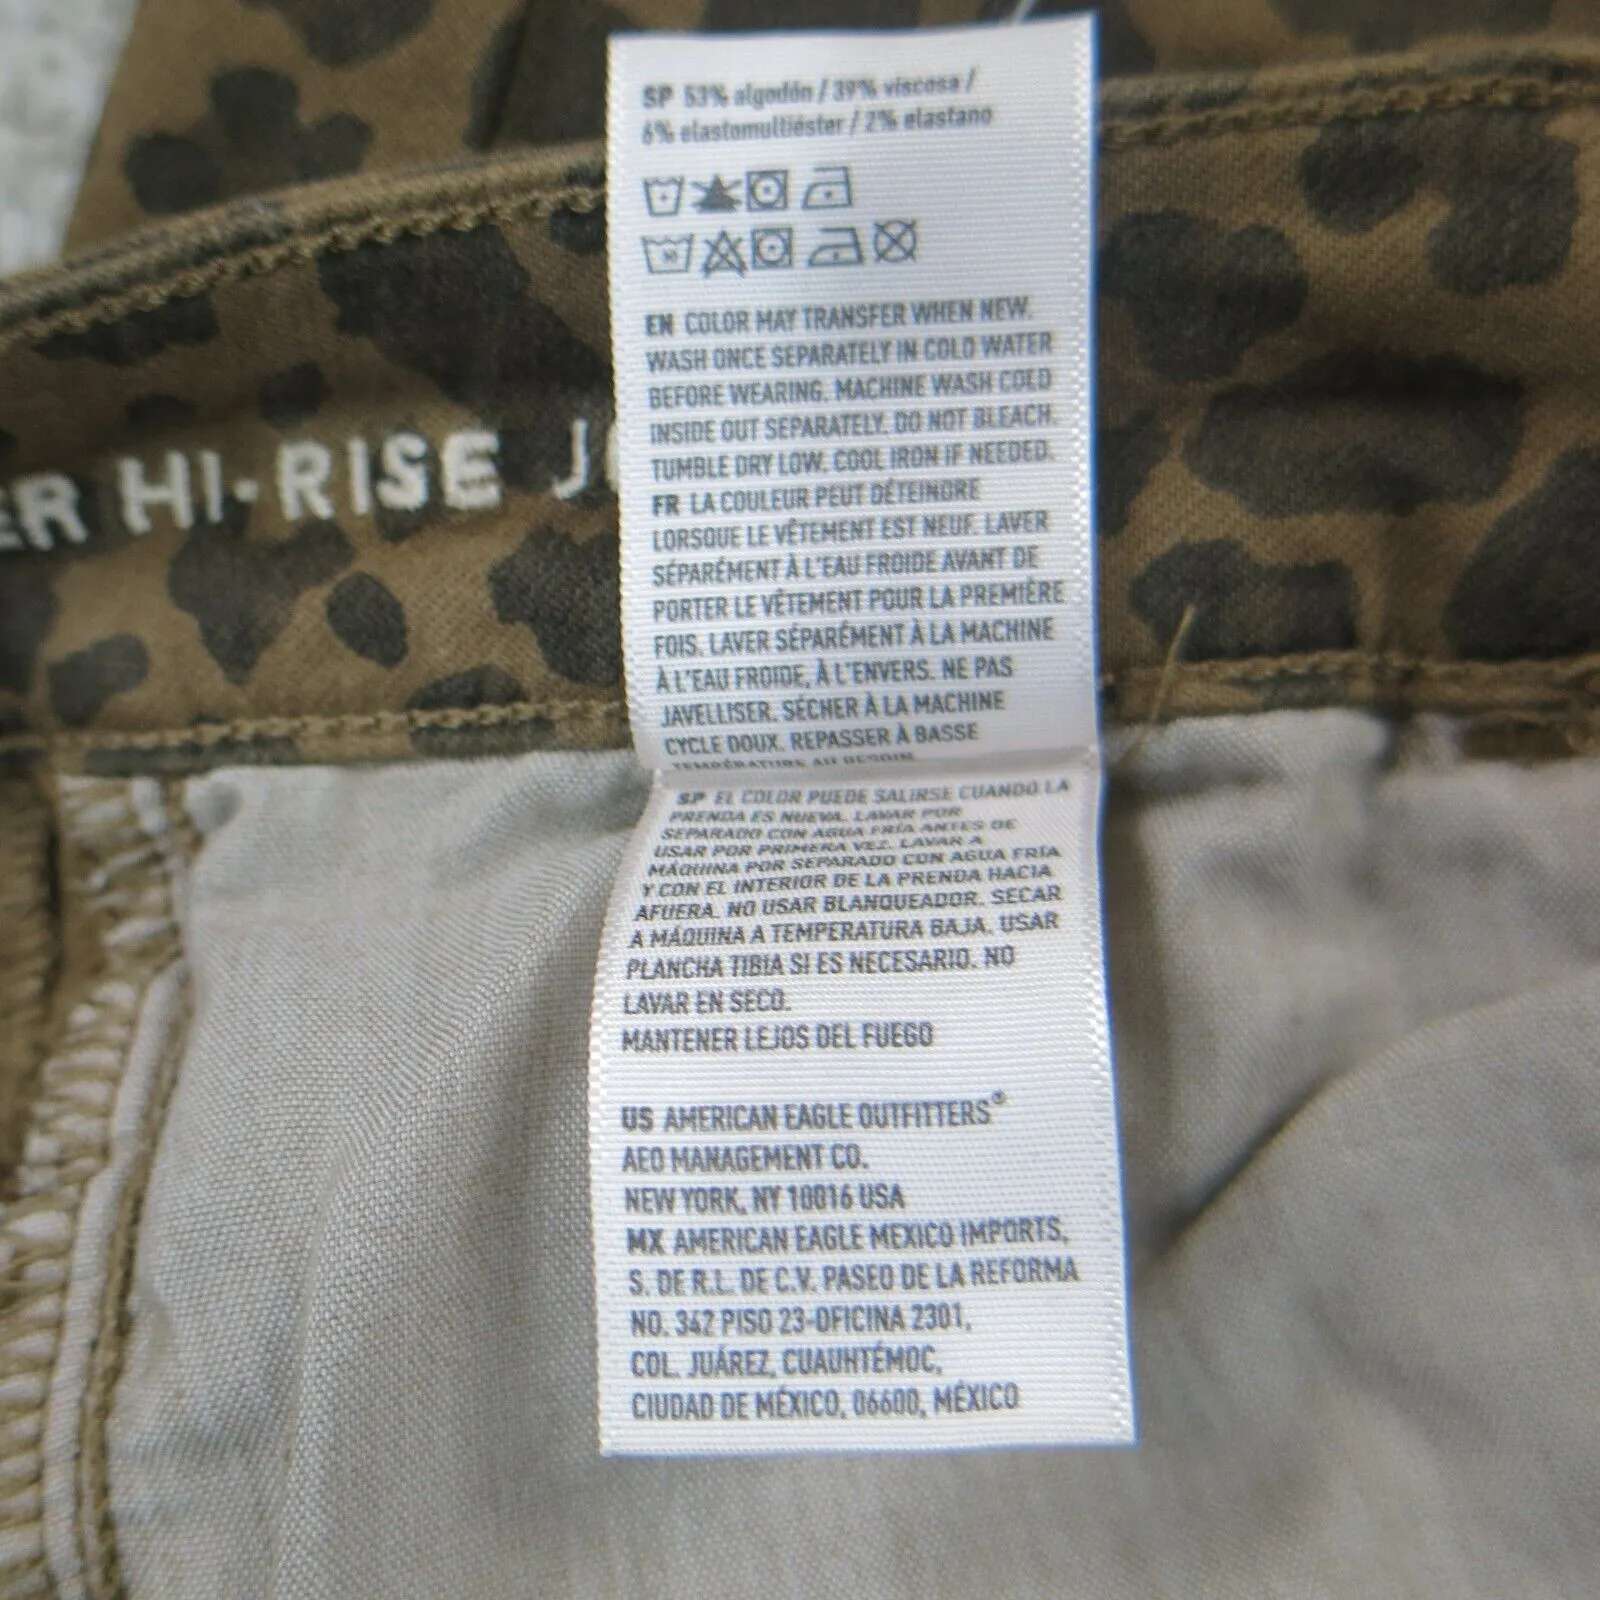 ER HI-RISE J
SP 53% algodón / 39% viscosa /
6% elastomultiéster / 2% elastano
30
EN COLOR MAY TRANSFER WHEN NEW.
WASH ONCE SEPARATELY IN COLD WATER
BEFORE WEARING. MACHINE WASH COLD
INSIDE OUT SEPARATELY. DO NOT BLEACH.
TUMBLE DRY LOW. COOL IRON IF NEEDED.
FR LA COULEUR PEUT DÉTEINDRE
LORSQUE LE VÊTEMENT EST NEUF. LAVER
SÉPARÉMENT À L'EAU FROIDE AVANT DE
PORTER LE VÊTEMENT POUR LA PREMIÈRE
FOIS. LAVER SÉPARÉMENT À LA MACHINE
À L'EAU FROIDE, À L'ENVERS. NE PAS
JAVELLISER. SÉCHER À LA MACHINE
CYCLE DOUX. REPASSER À BASSE
TEMPÉRATURE AU BESOIN
SP EL COLOR PUEDE SALIRSE CUANDO LA
PRENDA ES NUEVA. LAVAR POR
SEPARADO CON AGUA FRÍA ANTES DE
USAR POR PRIMERA VEZ. LAVAR A
MÁQUINA POR SEPARADO CON AGUA FRÍA
Y CON EL INTERIOR DE LA PRENDA HACIA
AFUERA. NO USAR BLANQUEADOR. SECAR
A MÁQUINA A TEMPERATURA BAJA. USAR
PLANCHA TIBIA SI ES NECESARIO. NO
LAVAR EN SECO.
MANTENER LEJOS DEL FUEGO
US AMERICAN EAGLE OUTFITTERS®
AEO MANAGEMENT CO.
NEW YORK, NY 10016 USA
MX AMERICAN EAGLE MEXICO IMPORTS,
S. DE R.L. DE C.V. PASEO DE LA REFORMA
NO. 342 PISO 23-OFICINA 2301,
COL. JUÁREZ, CUAUHTÉMOC,
CIUDAD DE MÉXICO, 06600, MÉXICO